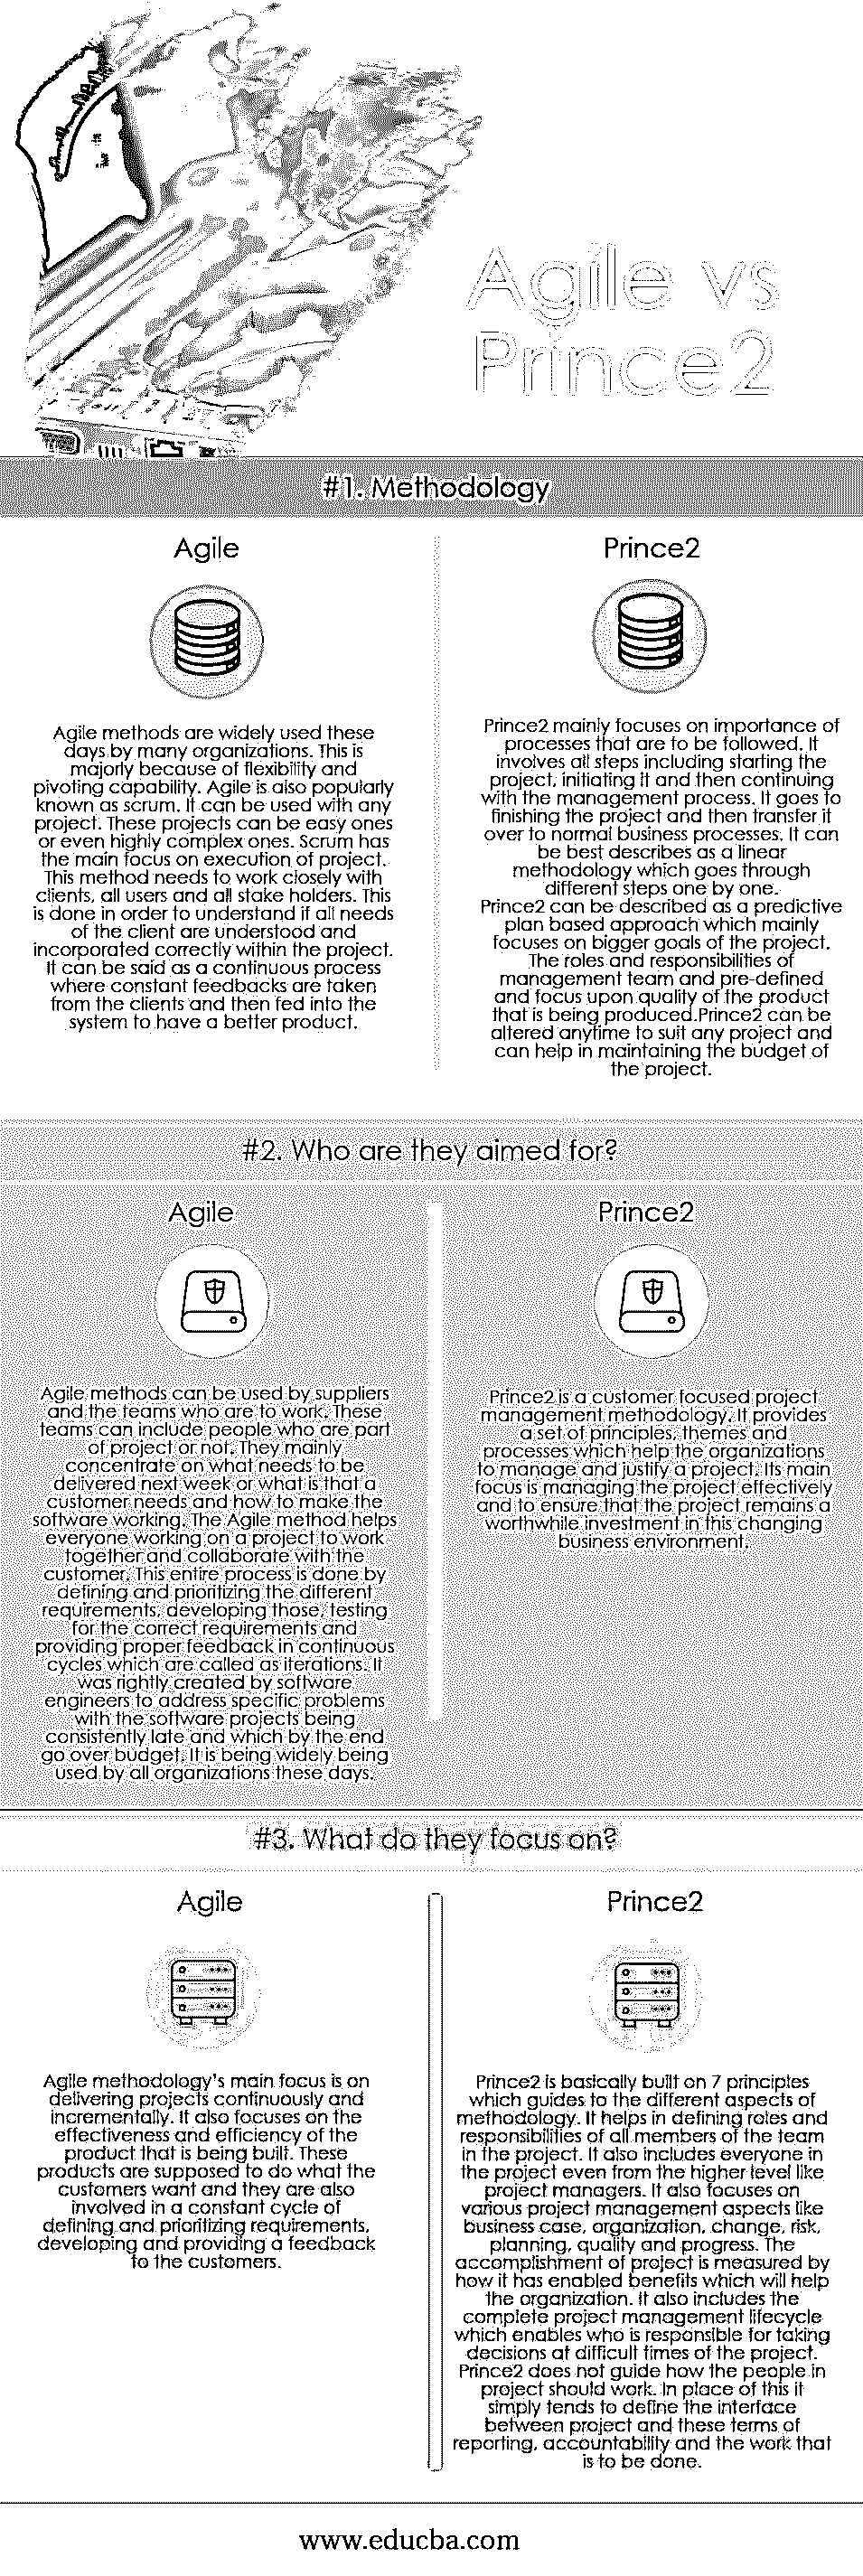 Agile vs
Prince2
#1. Methodology
Agile
Agile methods are widely used these
days by many organizations. This is
majorly because of flexibility and
pivoting capability. Agile is also popularly
known as scrum. It can be used with any
project. These projects can be easy ones
or even highly complex ones. Scrum has
the main focus on execution of project.
This method needs to work closely with
clients, all users and all stake holders. This
is done in order to understand if all needs
of the client are understood and
incorporated correctly within the project.
It can be said as a continuous process
where constant feedbacks are taken
from the clients and then fed into the
system to have a better product.
Prince2
Prince2 mainly focuses on importance of
processes that are to be followed. It
involves all steps including starting the
project, initiating it and then continuing
with the management process. It goes to
finishing the project and then transfer it
over to normal business processes. It can
be best describes as a linear
methodology which goes through
different steps one by one.
Prince2 can be described as a predictive
plan based approach which mainly
focuses on bigger goals of the project.
The roles and responsibilities of
management team and pre-defined
and focus upon quality of the product
that is being produced.Prince2 can be
altered anytime to suit any project and
can help in maintaining the budget of
the project.
#2. Who are they aimed for?
Agile
Agile methods can be used by suppliers
and the teams who are to work. These
teams can include people who are part
of project or not. They mainly
concentrate on what needs to be
delivered next week or what is that a
customer needs and how to make the
software working. The Agile method helps
everyone working on a project to work
together and collaborate with the
customer. This entire process is done by
defining and prioritizing the different
requirements, developing those, testing
for the correct requirements and
providing proper feedback in continuous
cycles which are called as iterations. It
was rightly created by software
engineers to address specific problems
with the software projects being
consistently late and which by the end
go over budget. It is being widely being
used by all organizations these days.
Prince2
Prince2 is a customer focused project
management methodology. It provides
a set of principles, themes and
processes which help the organizations
to manage and justify a project. Its main
focus is managing the project effectively
and to ensure that the project remains a
worthwhile investment in this changing
business environment.
#3. What do they focus on?
Agile
Agile methodology's main focus is on
delivering projects continuously and
incrementally. It also focuses on the
effectiveness and efficiency of the
product that is being built. These
products are supposed to do what the
customers want and they are also
involved in a constant cycle of
defining and prioritizing requirements,
developing and providing a feedback
to the customers.
Prince2
Prince2 is basically built on 7 principles
which guides to the different aspects of
methodology. It helps in defining roles and
responsibilities of all members of the team
in the project. It also includes everyone in
the project even from the higher level like
project managers. It also focuses on
various project management aspects like
business case, organization, change, risk,
planning, quality and progress. The
accomplishment of project is measured by
how it has enabled benefits which will help
the organization. It also includes the
complete project management lifecycle
which enables who is responsible for taking
decisions at difficult times of the project.
Prince2 does not guide how the people in
project should work. In place of this it
simply tends to define the interface
between project and these terms of
reporting, accountability and the work that
is to be done.
www.educba.com